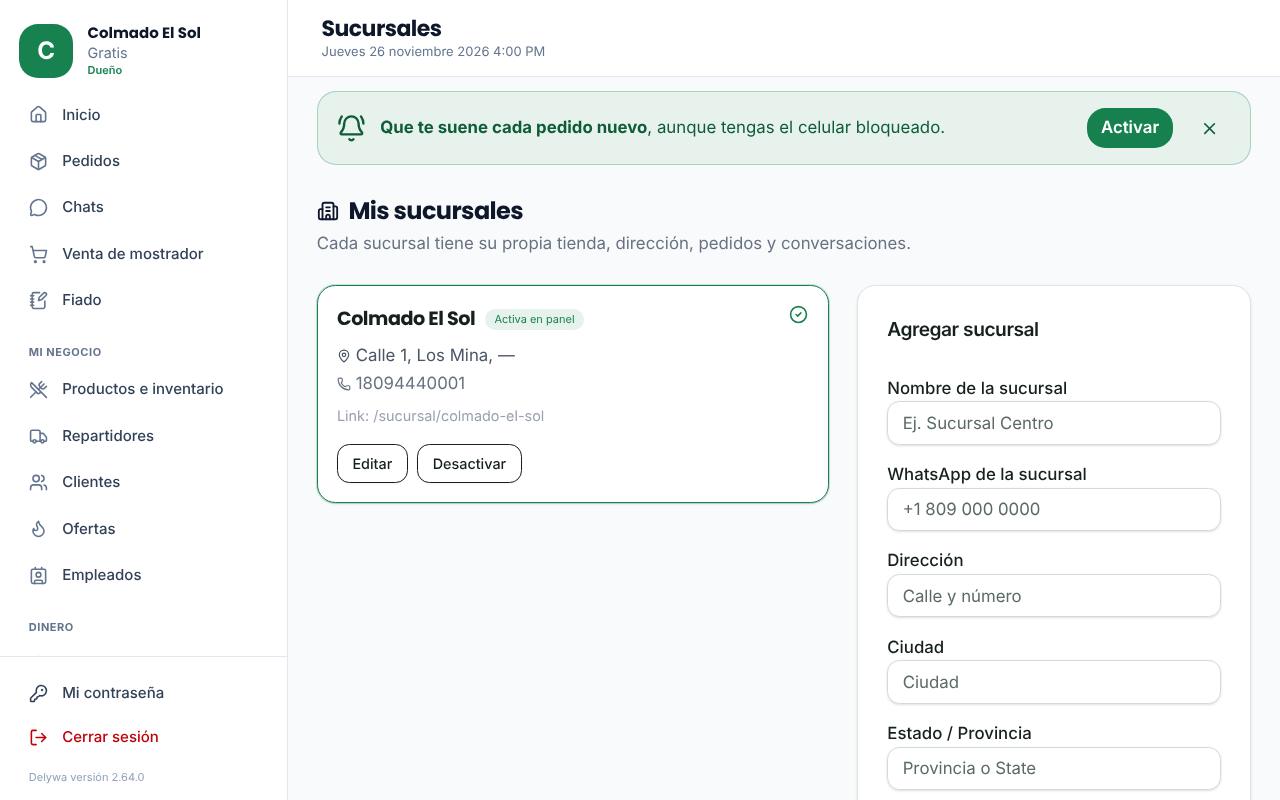 C
Colmado El Sol
Gratis
Dueño
Inicio
Pedidos
Chats
Venta de mostrador
Fiado
MI NEGOCIO
Productos e inventario
Repartidores
Clientes
Ofertas
Empleados
DINERO
Mi contraseña
Cerrar sesión
Delywa versión 2.64.0
Sucursales
Jueves 26 noviembre 2026 4:00 PM
Que te suene cada pedido nuevo, aunque tengas el celular bloqueado.
Activar
Mis sucursales
Cada sucursal tiene su propia tienda, dirección, pedidos y conversaciones.
Colmado El Sol Activa en panel
Calle 1, Los Mina, —
18094440001
Link: /sucursal/colmado-el-sol
Editar Desactivar
Agregar sucursal
Nombre de la sucursal
Ej. Sucursal Centro
WhatsApp de la sucursal
+1 809 000 0000
Dirección
Calle y número
Ciudad
Ciudad
Estado / Provincia
Provincia o State